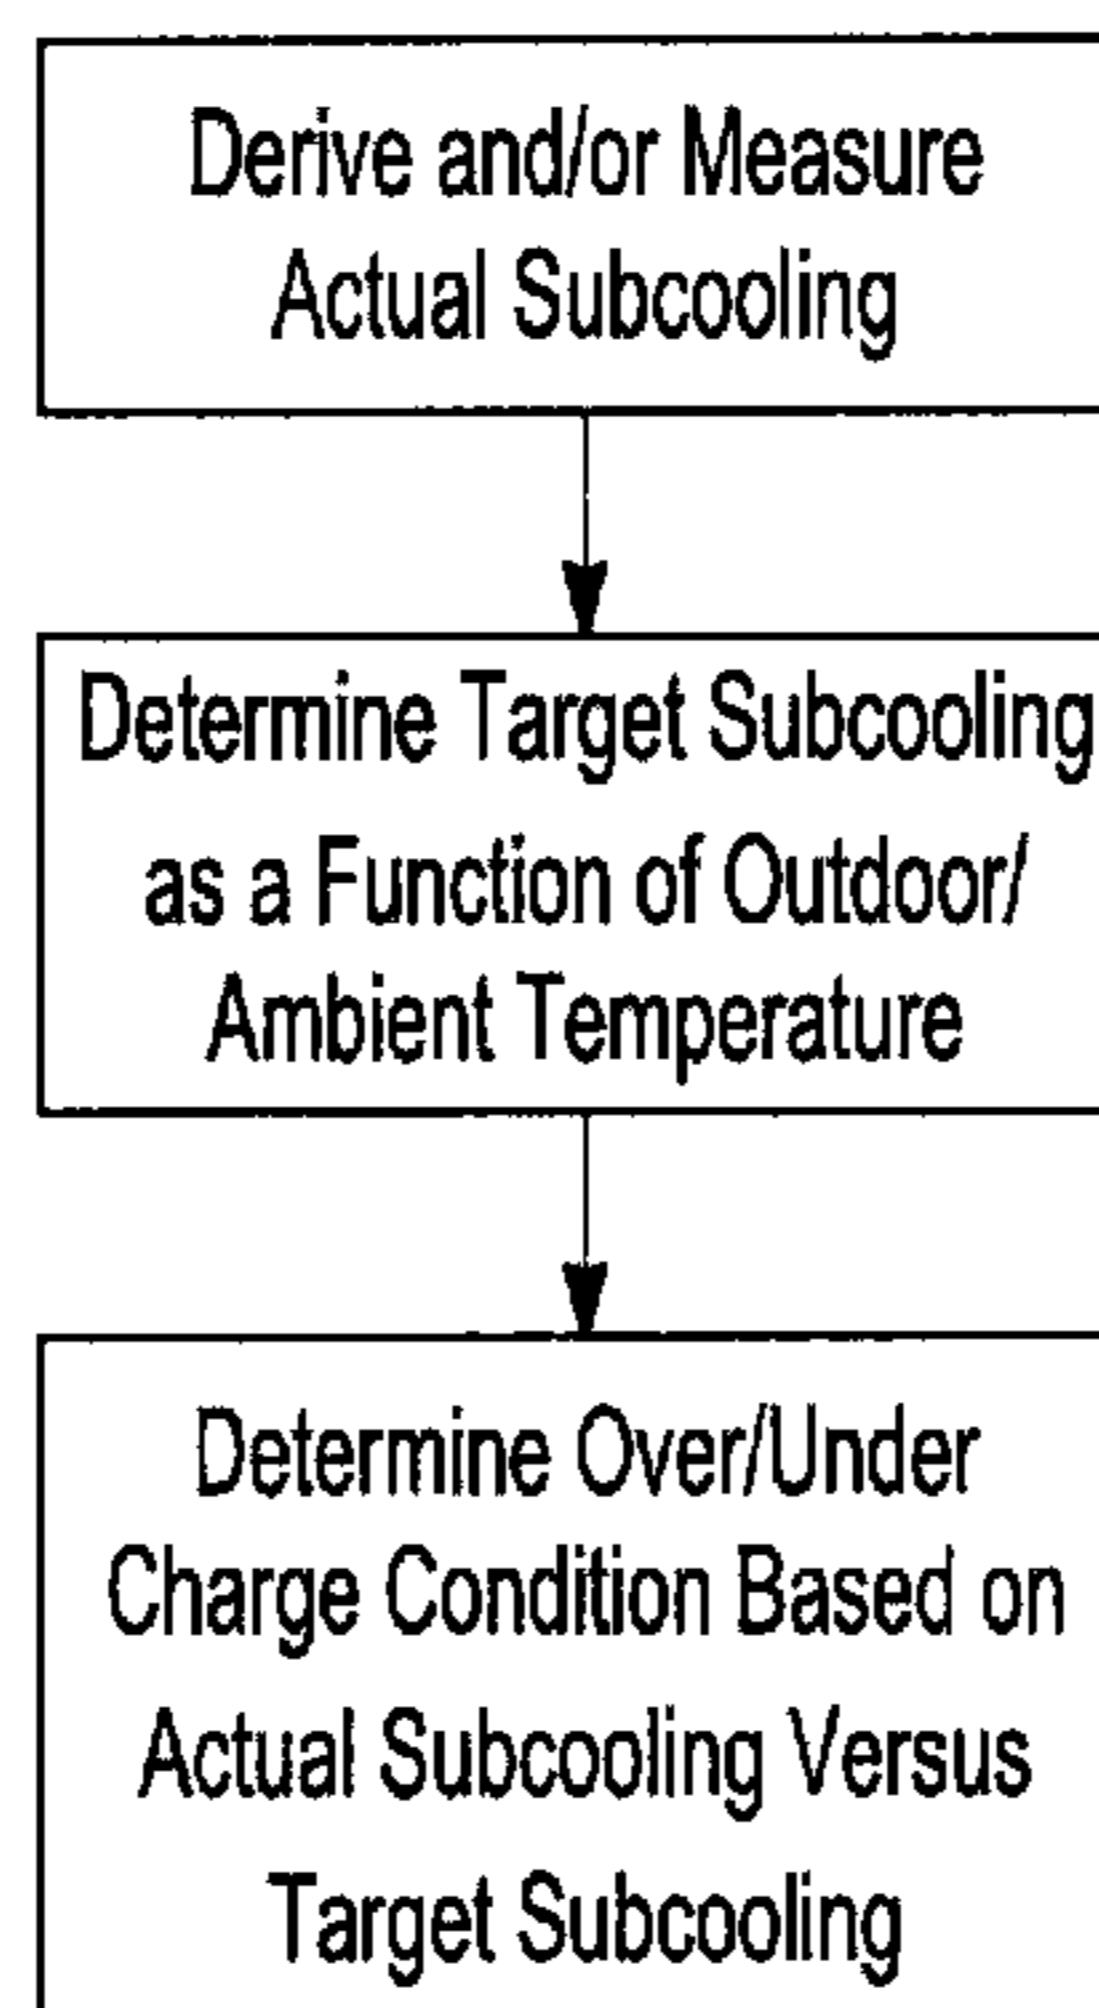 Derive and/or Measure
Actual Subcooling
Determine Target Subcooling
as a Function of Outdoor/
Ambient Temperature
Determine Over/Under
Charge Condition Based on
Actual Subcooling Versus
Target Subcooling